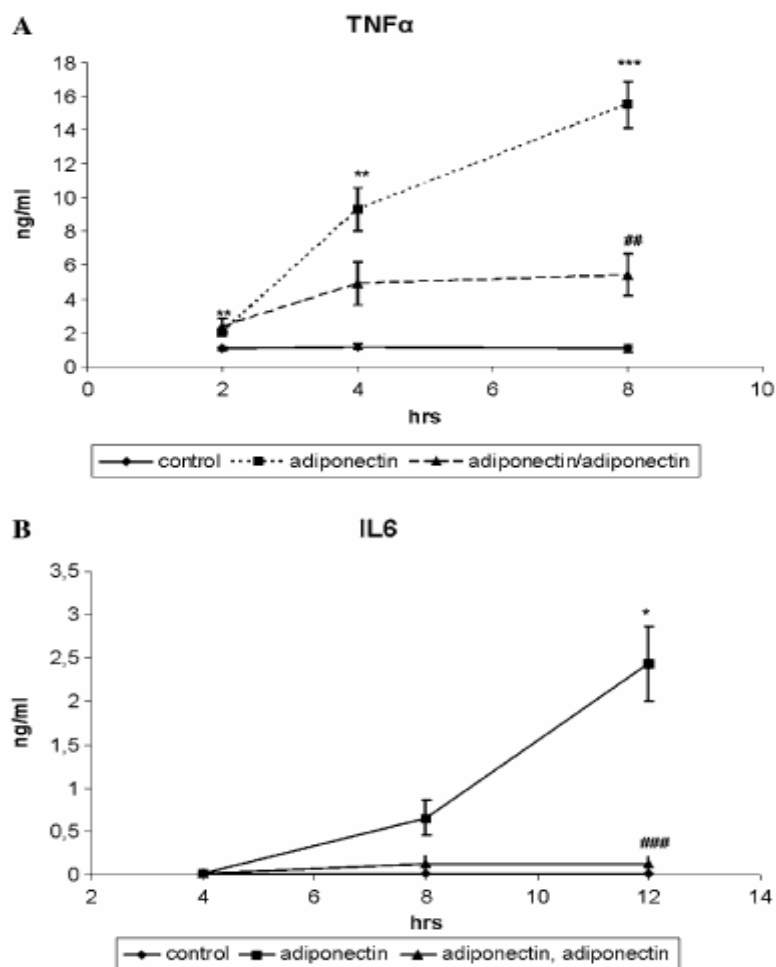 A
TNFα
18
16
14
12
10
8
6
4
2
0
ng/ml
***
**
##
**
0 2 4 6 8 10
hrs
control adiponectin adiponectin/adiponectin
B
IL6
3,5
3
2,5
2
1,5
1
0,5
0
ng/ml
*
###
2 4 6 8 10 12 14
hrs
control adiponectin adiponectin, adiponectin